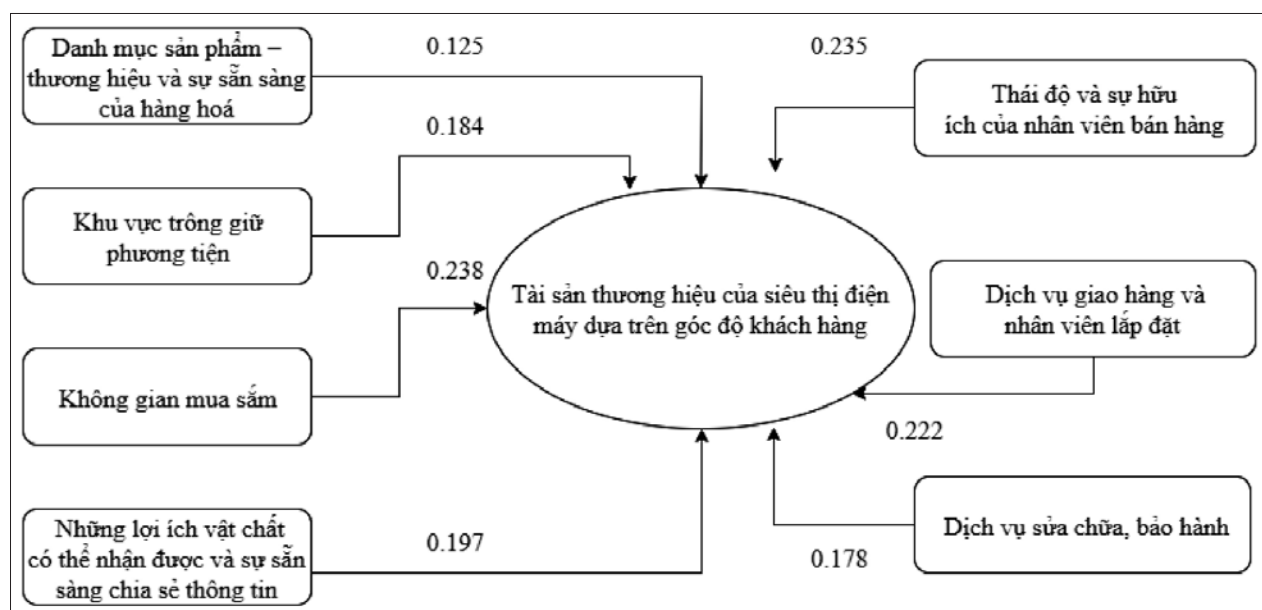 Danh mục sản phẩm –
thương hiệu và sự sẵn sàng
của hàng hoá
0.125
0.235
Thái độ và sự hữu
ích của nhân viên bán hàng
0.184
Khu vực trông giữ
phương tiện
0.238
Tài sản thương hiệu của siêu thị điện
máy dựa trên góc độ khách hàng
Dịch vụ giao hàng và
nhân viên lắp đặt
Không gian mua sắm
0.222
Những lợi ích vật chất
có thể nhận được và sự sẵn
sàng chia sẻ thông tin
0.197
0.178
Dịch vụ sửa chữa, bảo hành